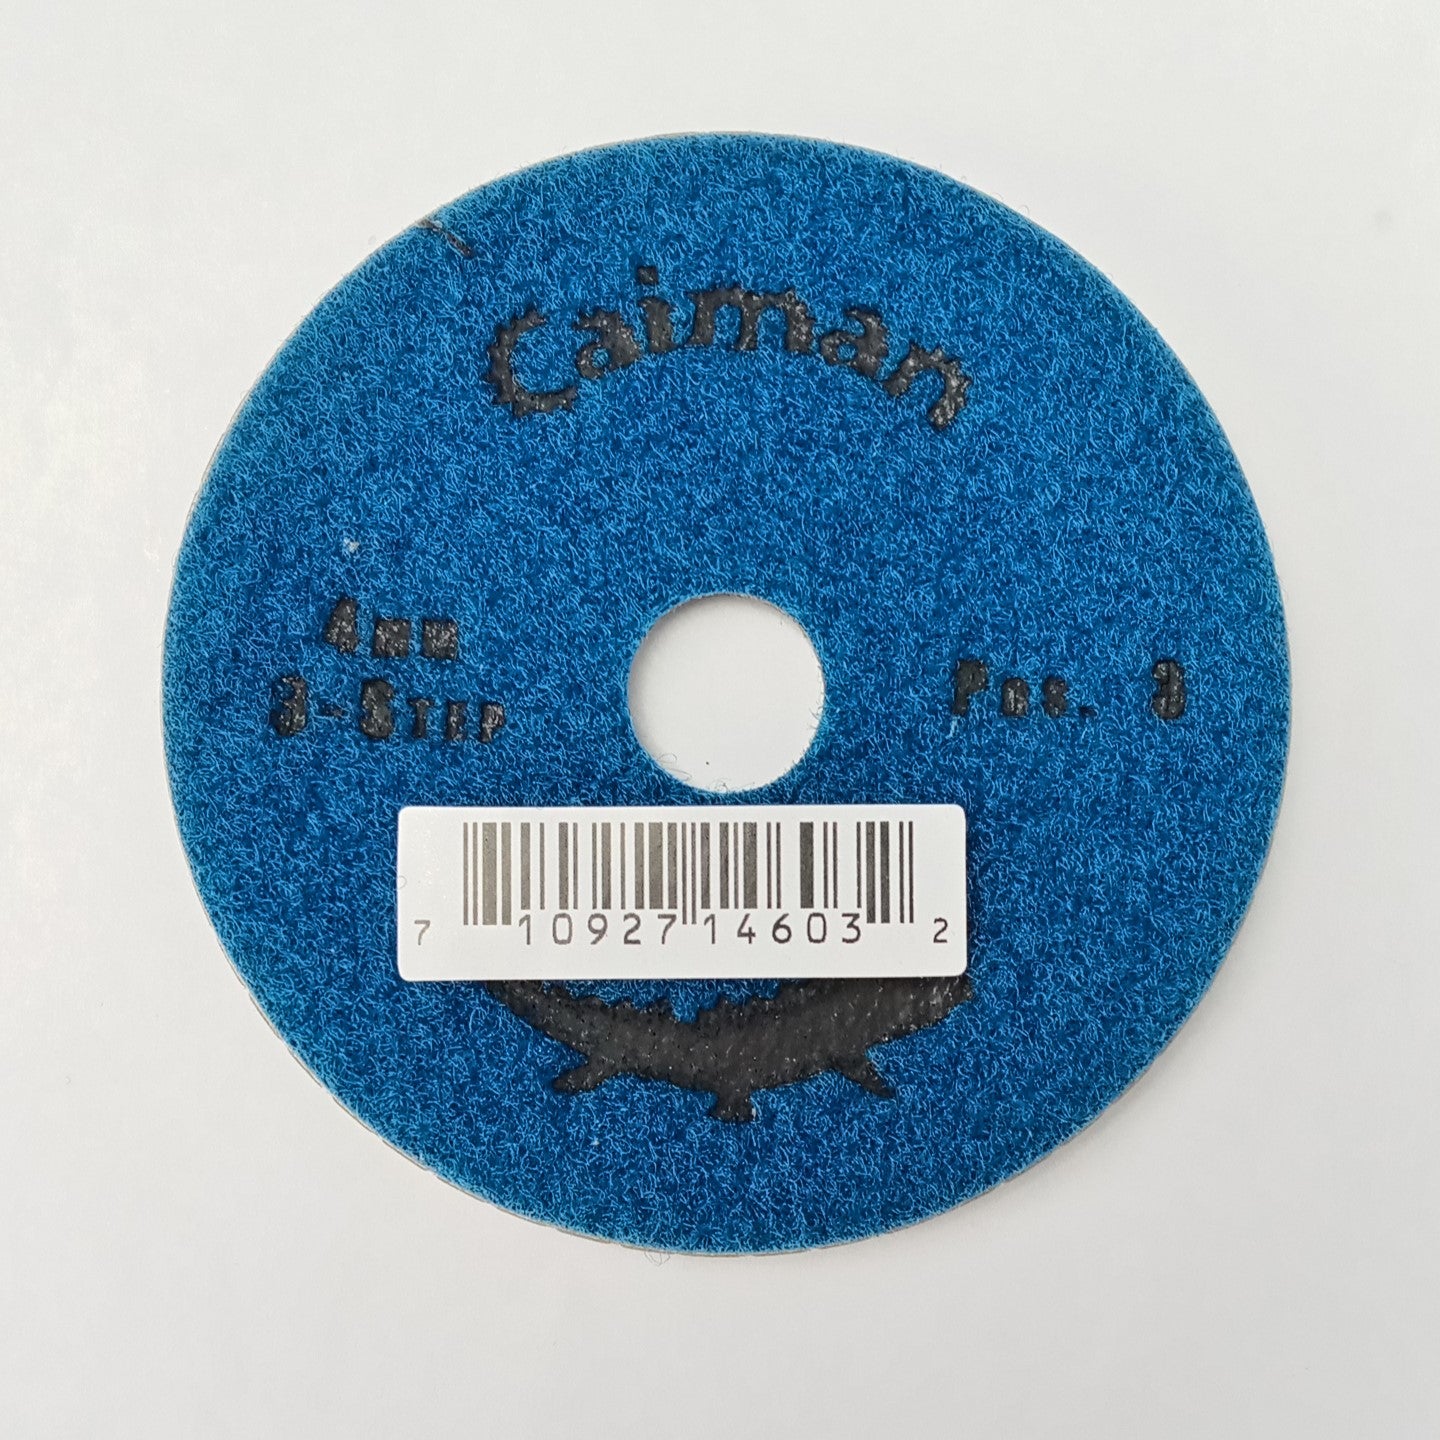 Caiman
4mm
3-Step
Pos. 3
7 10927 14603 2